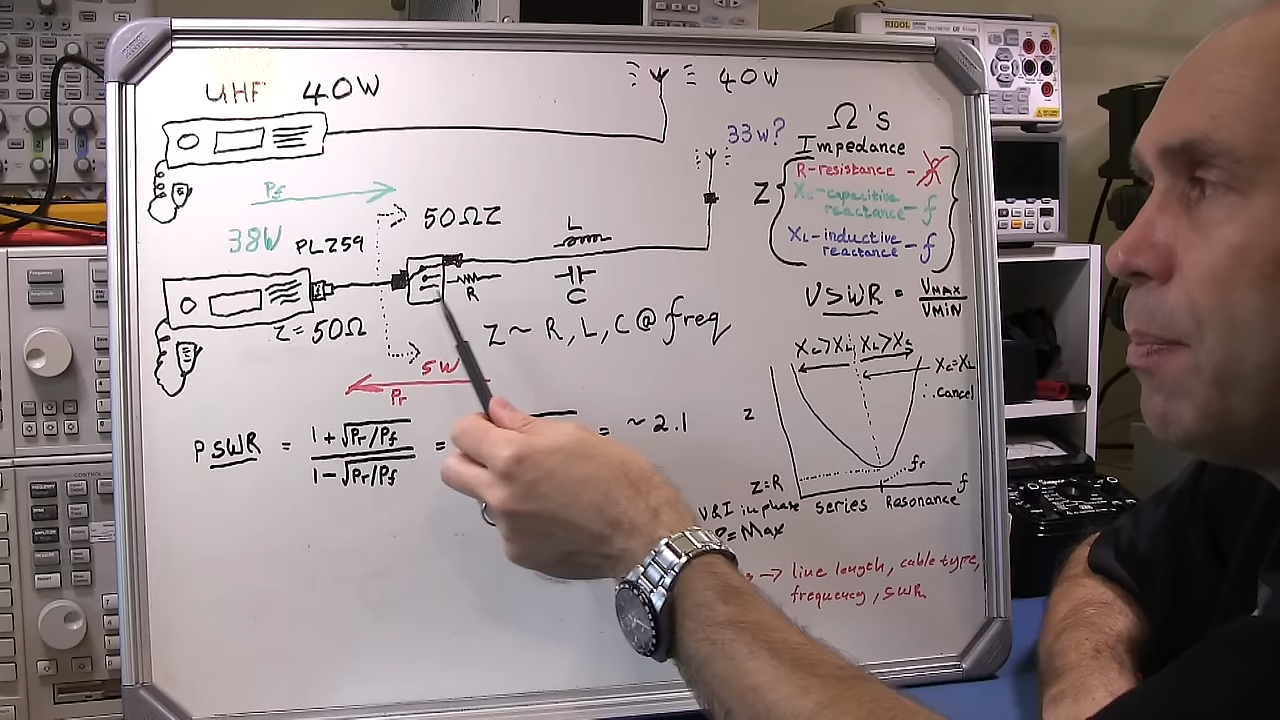 UHF 40W
40W
RIGOL
33w?
Ω's
Impedance
R-resistance -
Xc-capacitive
reactance - f
XL-inductive
reactance - f
Z
Pf
38W
PL259
50ΩZ
L
R
C
Z=50Ω
Z~ R, L, C @ freq
5W
Pr
VSWR = VMAX
VMIN
PSWR = 1+√Pr/Pf = = ~2.1
1-√Pr/Pf
Xc>XL XL>Xc
Xc=XL
∴ cancel
Z
Z=R
fr
f
series Resonance
V&I in phase
P=Max
→ line length, cable type,
frequency, SWR